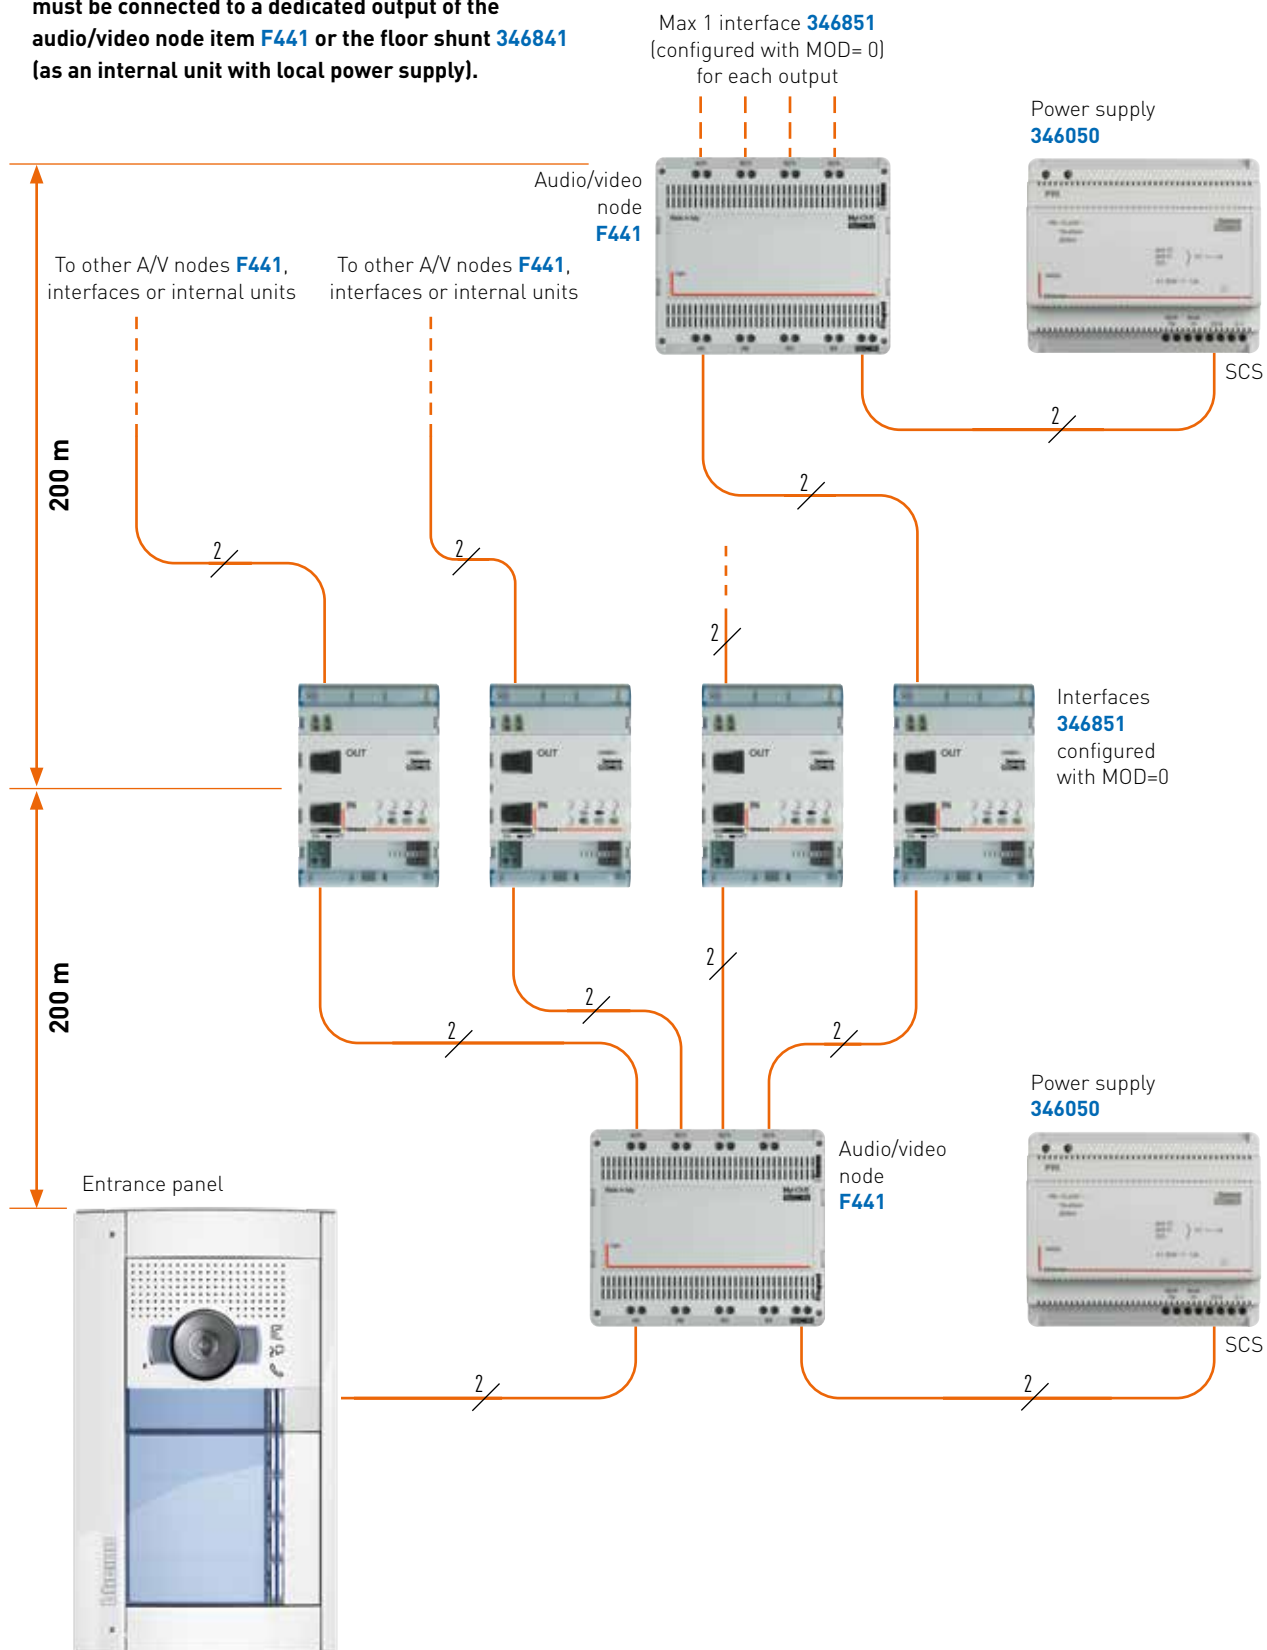 must be connected to a dedicated output of the
audio/video node item F441 or the floor shunt 346841
(as an internal unit with local power supply).
Max 1 interface 346851
(configured with MOD= 0)
for each output
Power supply
346050
Audio/video
node
F441
To other A/V nodes F441,
interfaces or internal units
To other A/V nodes F441,
interfaces or internal units
SCS
2
200 m
2
2
2
2
Interfaces
346851
configured
with MOD=0
OUT
OUT
OUT
OUT
IN
IN
IN
IN
200 m
2
2
2
2
Power supply
346050
Audio/video
node
F441
Entrance panel
SCS
2
2